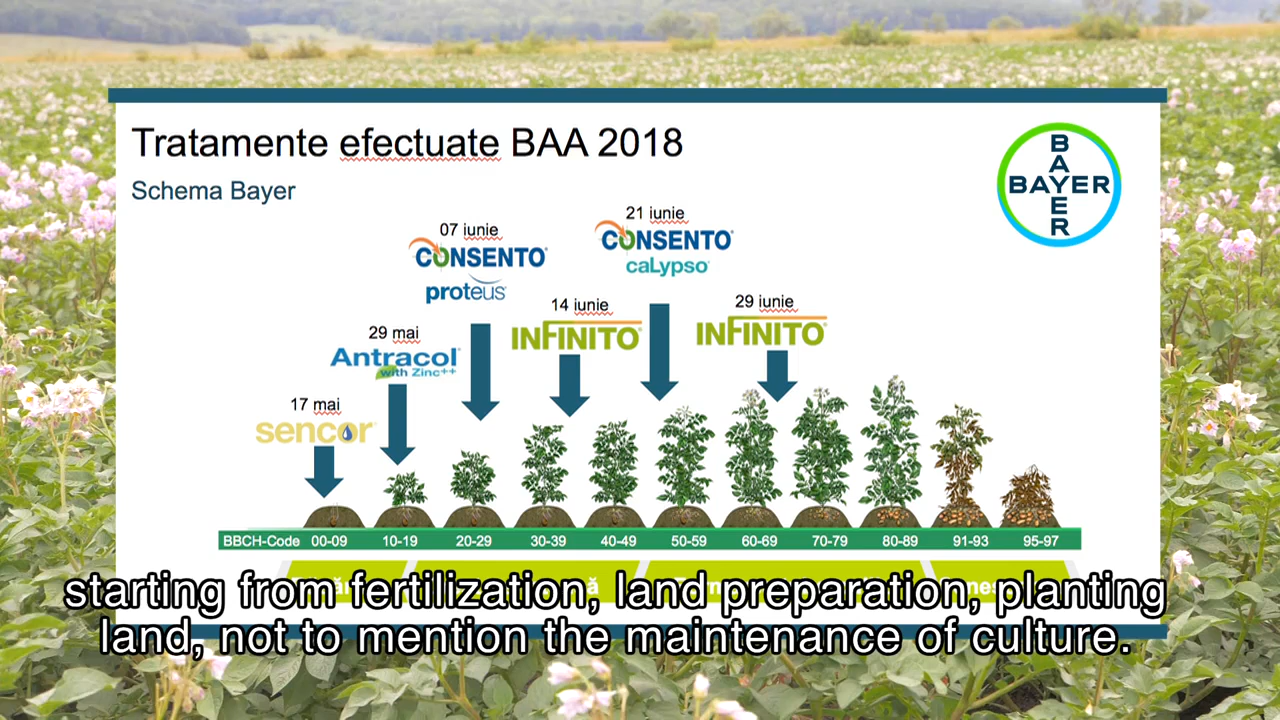 Tratamente efectuate BAA 2018
Schema Bayer
BAYER
BAYER
21 iunie
CONSENTO
caLypso
07 iunie
CONSENTO
proteus
14 iunie
INFINITO
29 iunie
INFINITO
29 mai
Antracol
with Zinc++
17 mai
sencor
BBCH-Code 00-09 10-19 20-29 30-39 40-49 50-59 60-69 70-79 80-89 91-93 95-97
starting from fertilization, land preparation, planting
land, not to mention the maintenance of culture.